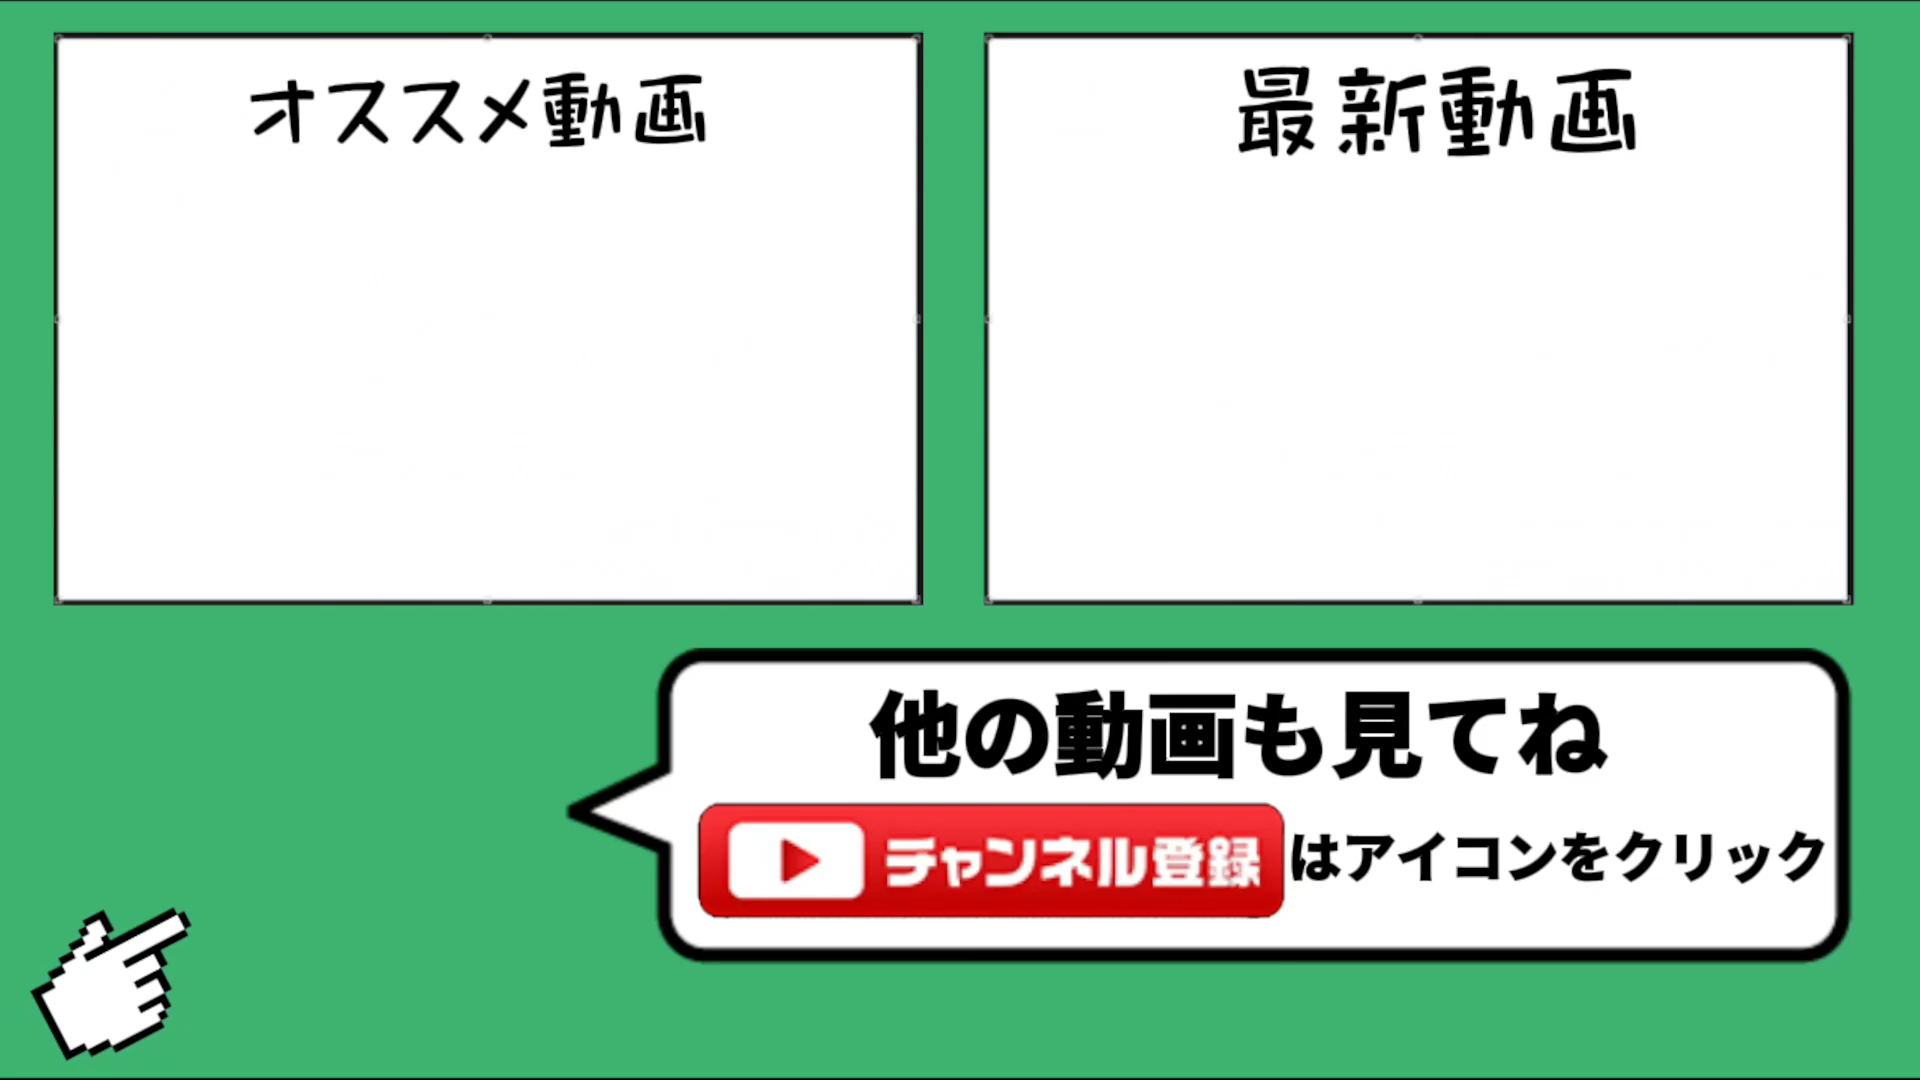 オススメ動画
最新動画
他の動画も見てね
チャンネル登録はアイコンをクリック